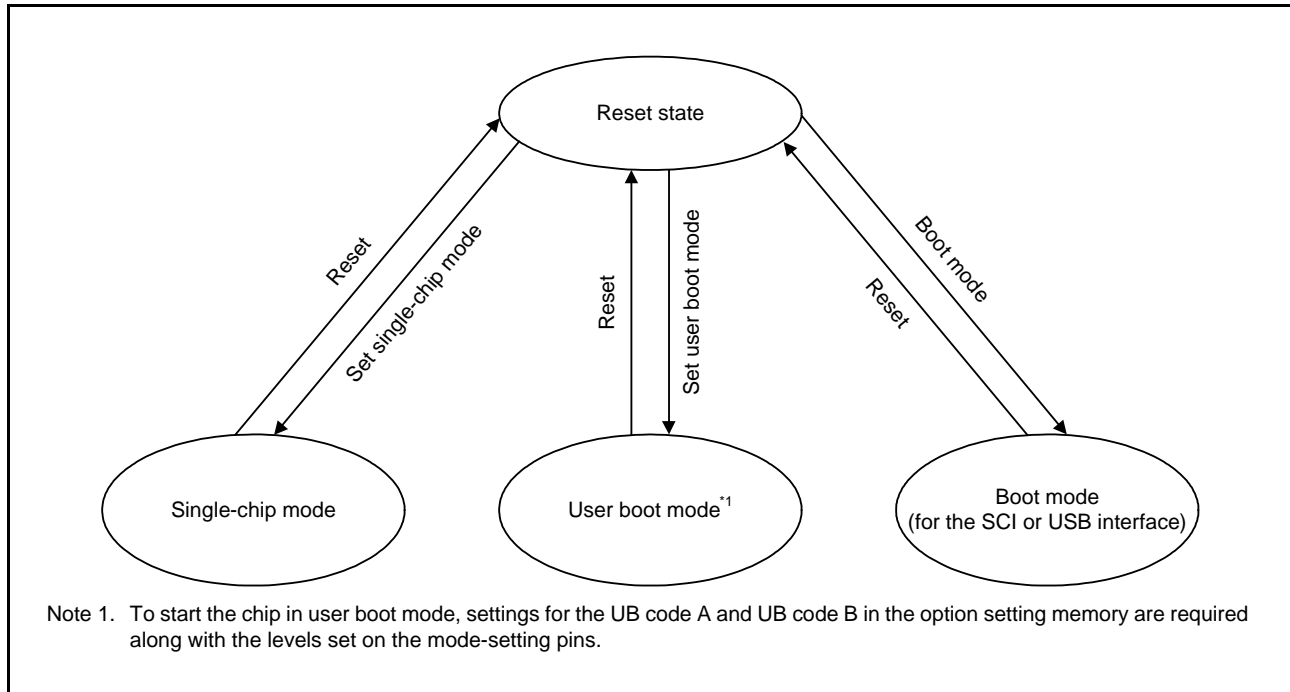 Reset state
Reset
Set single-chip mode
Reset
Set user boot mode
Boot mode
Reset
Single-chip mode
User boot mode*1
Boot mode
(for the SCI or USB interface)
Note 1. To start the chip in user boot mode, settings for the UB code A and UB code B in the option setting memory are required
along with the levels set on the mode-setting pins.